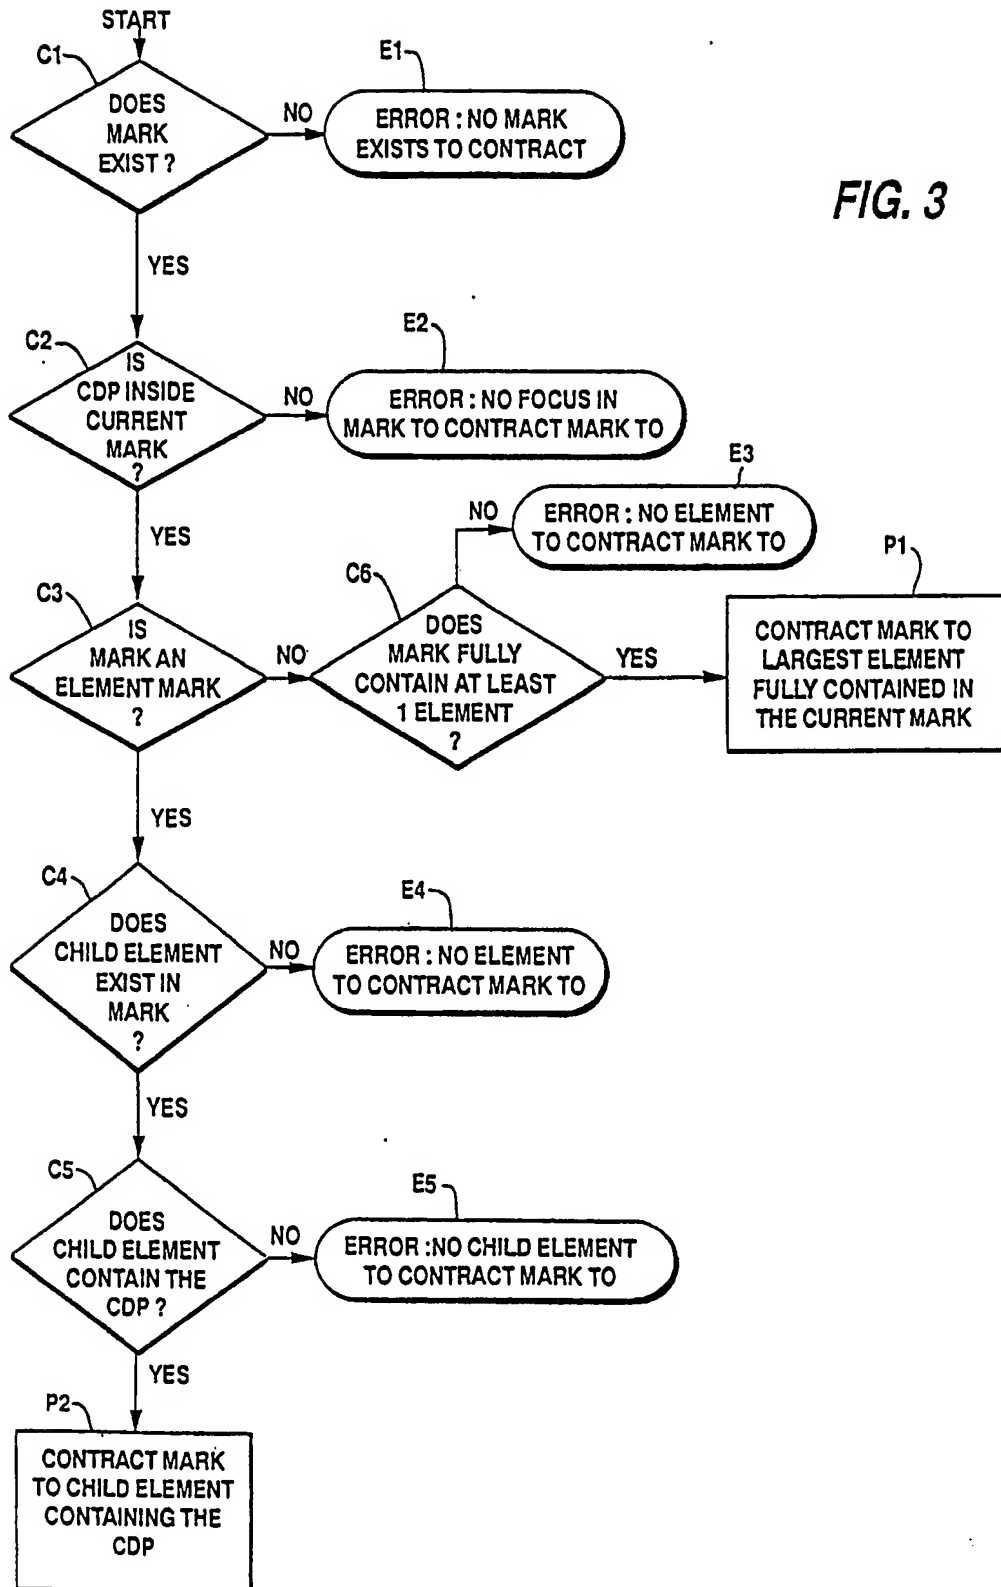 START
C1
DOES
MARK
EXIST ?
NO
E1
ERROR : NO MARK
EXISTS TO CONTRACT
FIG. 3
YES
C2
IS
CDP INSIDE
CURRENT
MARK
?
NO
E2
ERROR : NO FOCUS IN
MARK TO CONTRACT MARK TO
YES
C3
IS
MARK AN
ELEMENT MARK
?
NO
C6
DOES
MARK FULLY
CONTAIN AT LEAST
1 ELEMENT
?
NO
E3
ERROR : NO ELEMENT
TO CONTRACT MARK TO
YES
P1
CONTRACT MARK TO
LARGEST ELEMENT
FULLY CONTAINED IN
THE CURRENT MARK
YES
C4
DOES
CHILD ELEMENT
EXIST IN
MARK
?
NO
E4
ERROR : NO ELEMENT
TO CONTRACT MARK TO
YES
C5
DOES
CHILD ELEMENT
CONTAIN THE
CDP ?
NO
E5
ERROR :NO CHILD ELEMENT
TO CONTRACT MARK TO
YES
P2
CONTRACT MARK
TO CHILD ELEMENT
CONTAINING THE
CDP